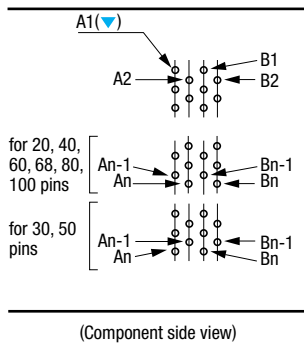 A1(▼)
B1
A2
B2
for 20, 40,
60, 68, 80,
100 pins
An-1
An
Bn-1
Bn
for 30, 50
pins
An-1
An
Bn-1
Bn
(Component side view)